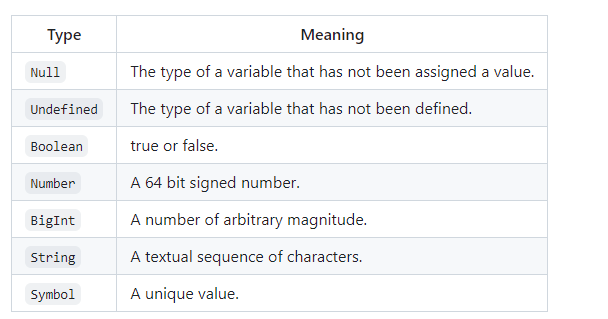 Type Meaning
Null The type of a variable that has not been assigned a value.
Undefined The type of a variable that has not been defined.
Boolean true or false.
Number A 64 bit signed number.
BigInt A number of arbitrary magnitude.
String A textual sequence of characters.
Symbol A unique value.